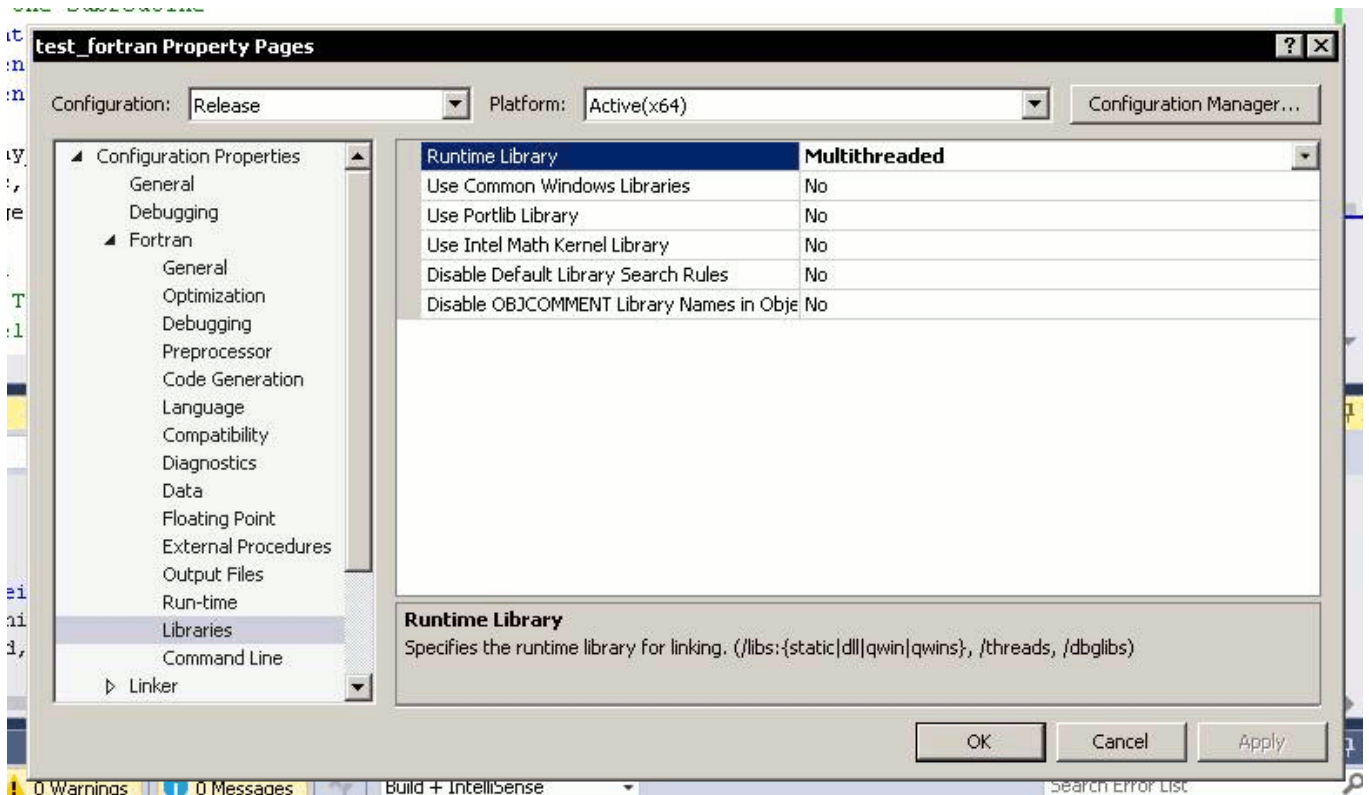 test_fortran Property Pages
Configuration: Release Platform: Active(x64) Configuration Manager...
Configuration Properties
General
Debugging
Fortran
General
Optimization
Debugging
Preprocessor
Code Generation
Language
Compatibility
Diagnostics
Data
Floating Point
External Procedures
Output Files
Run-time
Libraries
Command Line
Linker
Runtime Library Multithreaded
Use Common Windows Libraries No
Use Portlib Library No
Use Intel Math Kernel Library No
Disable Default Library Search Rules No
Disable OBJCOMMENT Library Names in Obje No
Runtime Library
Specifies the runtime library for linking. (/libs:{static|dll|qwin|qwins}, /threads, /dbglibs)
OK Cancel Apply
0 Warnings 0 Messages Build + IntelliSense Search Error List